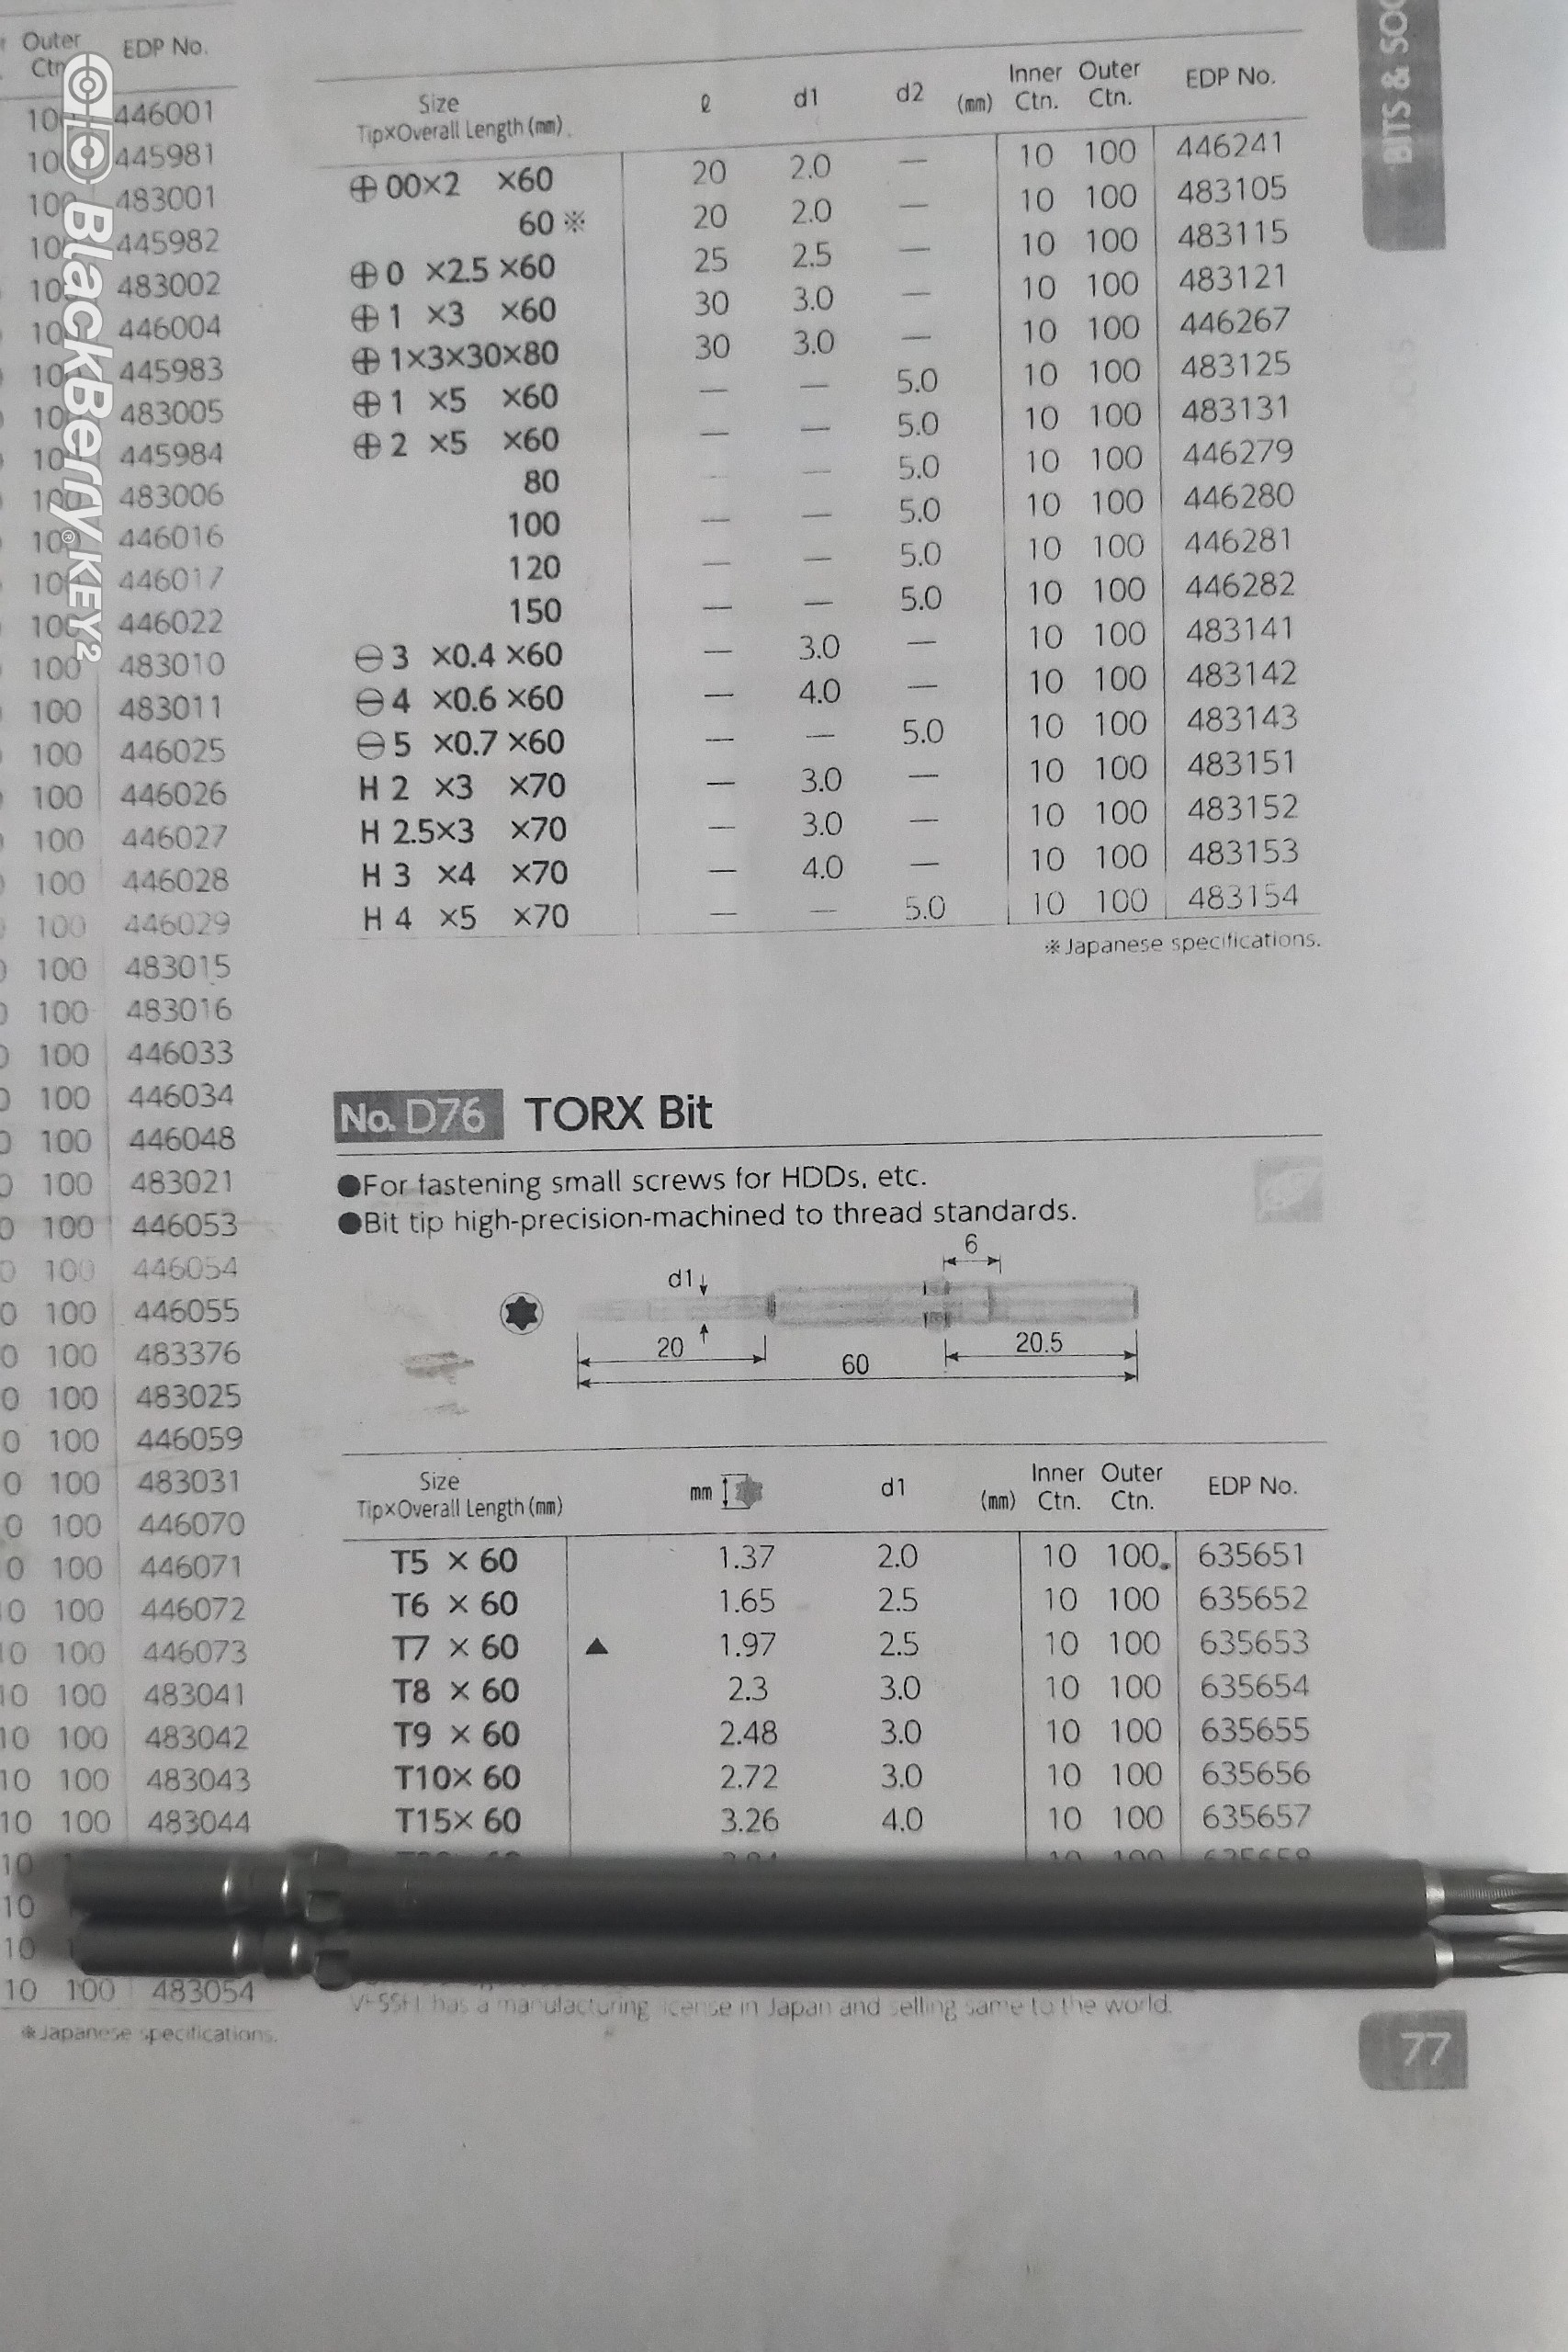 Outer EDP No.
Ctn.
10 446001
10 445981
100 483001
10 445982
10 483002
10 446004
10 445983
10 483005
10 445984
100 483006
10 446016
10 446017
100 446022
100 483010
100 483011
100 446025
100 446026
100 446027
100 446028
100 446029
100 483015
100 483016
100 446033
100 446034
100 446048
100 483021
100 446053
100 446054
100 446055
0 100 483376
0 100 483025
0 100 446059
0 100 483031
0 100 446070
0 100 446071
10 100 446072
10 100 446073
10 100 483041
10 100 483042
10 100 483043
10 100 483044
10
10
10
10 100 483054
※Japanese specifications.
BlackBerry® KEY2
BITS & SOC
Size Tip×Overall Length (mm) ℓ d1 d2 (mm) Inner Ctn. Outer Ctn. EDP No.
⊕ 00×2 ×60 20 2.0 — 10 100 446241
60 ※ 20 2.0 — 10 100 483105
⊕ 0 ×2.5 ×60 25 2.5 — 10 100 483115
⊕ 1 ×3 ×60 30 3.0 — 10 100 483121
⊕ 1×3×30×80 30 3.0 — 10 100 446267
⊕ 1 ×5 ×60 — — 5.0 10 100 483125
⊕ 2 ×5 ×60 — — 5.0 10 100 483131
80 — 5.0 10 100 446279
100 — — 5.0 10 100 446280
120 — — 5.0 10 100 446281
150 — — 5.0 10 100 446282
⊖ 3 ×0.4 ×60 — 3.0 — 10 100 483141
⊖ 4 ×0.6 ×60 — 4.0 — 10 100 483142
⊖ 5 ×0.7 ×60 — — 5.0 10 100 483143
H 2 ×3 ×70 — 3.0 — 10 100 483151
H 2.5×3 ×70 — 3.0 — 10 100 483152
H 3 ×4 ×70 — 4.0 — 10 100 483153
H 4 ×5 ×70 — — 5.0 10 100 483154
※Japanese specifications.
No. D76 TORX Bit
●For fastening small screws for HDDs, etc.
●Bit tip high-precision-machined to thread standards.
6
d1
20 20.5
60
Size Tip×Overall Length (mm) mm d1 (mm) Inner Ctn. Outer Ctn. EDP No.
T5 × 60 1.37 2.0 10 100 635651
T6 × 60 1.65 2.5 10 100 635652
T7 × 60 ▲ 1.97 2.5 10 100 635653
T8 × 60 2.3 3.0 10 100 635654
T9 × 60 2.48 3.0 10 100 635655
T10× 60 2.72 3.0 10 100 635656
T15× 60 3.26 4.0 10 100 635657
VESSEL has a manufacturing license in Japan and selling same to the world.
77